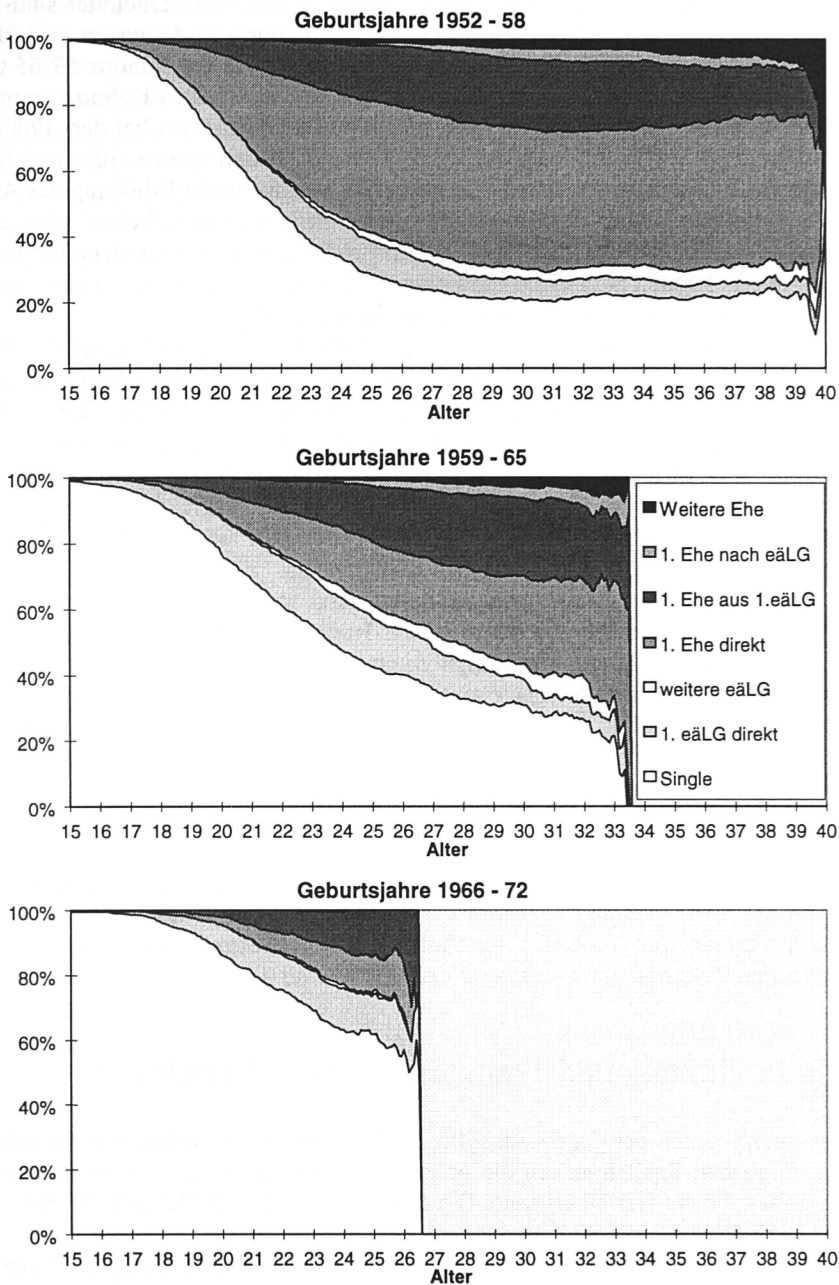 Geburtsjahre 1952 - 58
100%
80%
60%
40%
20%
0%
15 16 17 18 19 20 21 22 23 24 25 26 27 28 29 30 31 32 33 34 35 36 37 38 39 40
Alter
Geburtsjahre 1959 - 65
100%
80%
60%
40%
20%
0%
Weitere Ehe
1. Ehe nach eäLG
1. Ehe aus 1.eäLG
1. Ehe direkt
weitere eäLG
1. eäLG direkt
Single
15 16 17 18 19 20 21 22 23 24 25 26 27 28 29 30 31 32 33 34 35 36 37 38 39 40
Alter
Geburtsjahre 1966 - 72
100%
80%
60%
40%
20%
0%
15 16 17 18 19 20 21 22 23 24 25 26 27 28 29 30 31 32 33 34 35 36 37 38 39 40
Alter